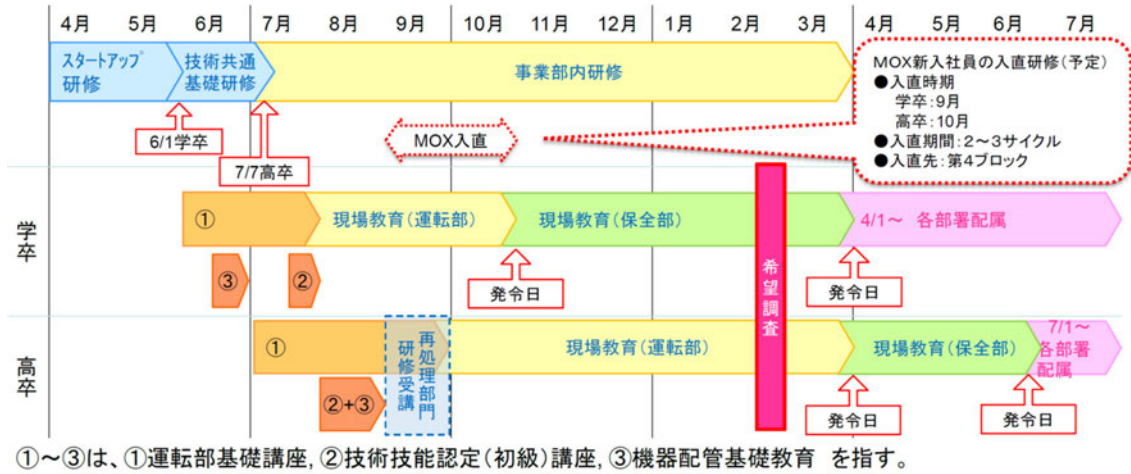 4月 5月 6月 7月 8月 9月 10月 11月 12月 1月 2月 3月 4月 5月 6月 7月
スタートアップ
研修
技術共通
基礎研修
事業部内研修
MOX新入社員の入直研修(予定)
●入直時期
学卒:9月
高卒:10月
●入直期間:2～3サイクル
●入直先:第4ブロック
6/1学卒
7/7高卒
MOX入直
学卒
①
現場教育(運転部)
現場教育(保全部)
4/1～ 各部署配属
③
②
発令日
希望調査
発令日
高卒
①
再処理部門
研修受講
現場教育(運転部)
現場教育(保全部)
7/1～
各部署
配属
②+③
発令日
発令日
①～③は、①運転部基礎講座, ②技術技能認定(初級)講座, ③機器配管基礎教育 を指す。